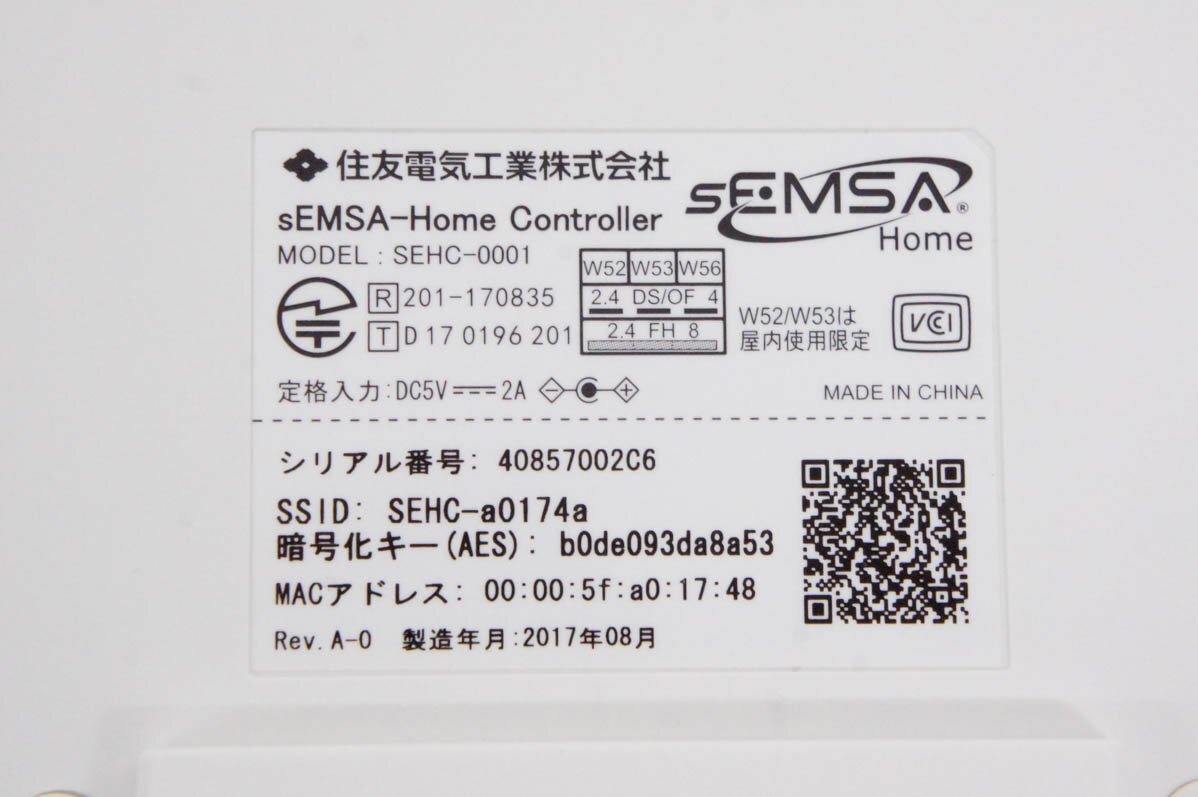 住友電気工業株式会社
sEMSA® Home
sEMSA-Home Controller
MODEL : SEHC-0001
R 201-170835
T D 17 0196 201
W52 W53 W56
2.4 DS/OF 4
2.4 FH 8
W52/W53は
屋内使用限定
VCCI
定格入力:DC5V 2A
MADE IN CHINA
シリアル番号: 40857002C6
SSID: SEHC-a0174a
暗号化キー(AES): b0de093da8a53
MACアドレス: 00:00:5f:a0:17:48
Rev. A-0 製造年月:2017年08月